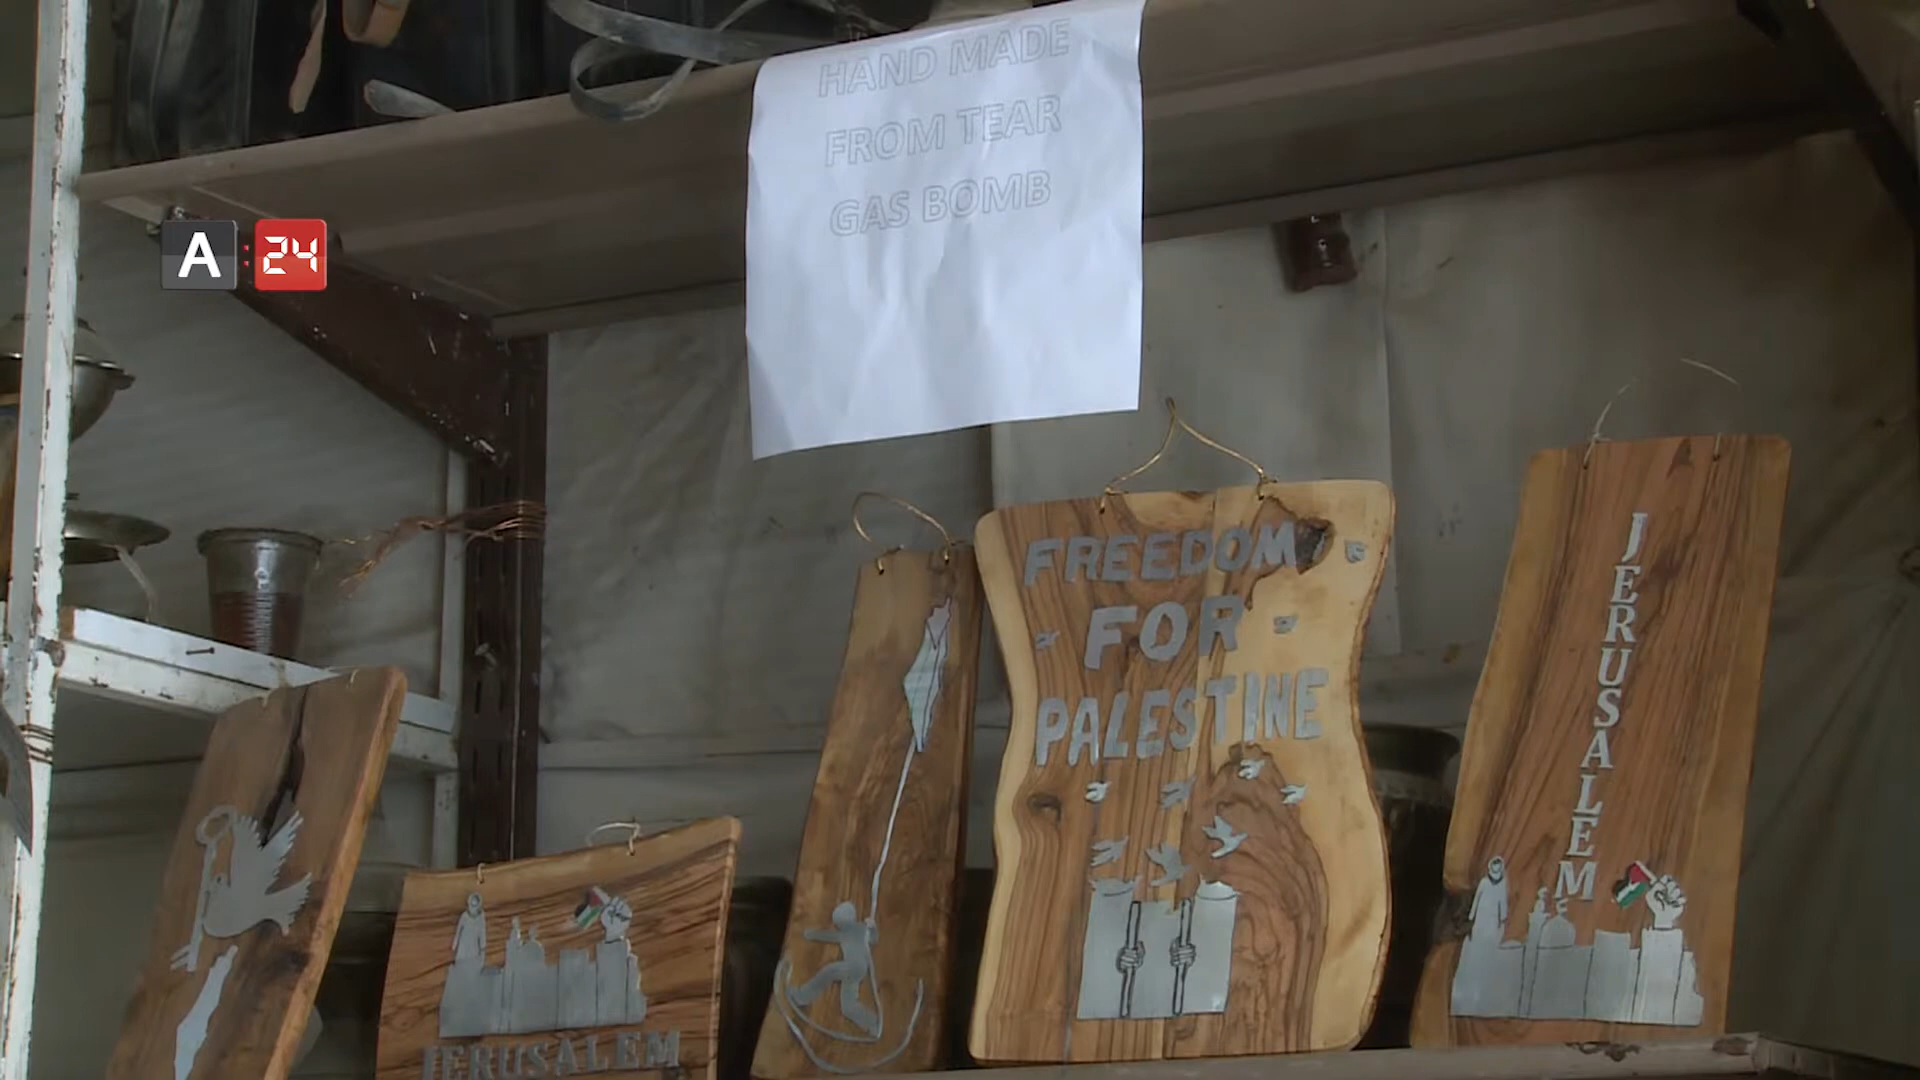 HAND MADE
FROM TEAR
GAS BOMB
A:24
FREEDOM
FOR
PALESTINE
JERUSALEM
JERUSALEM